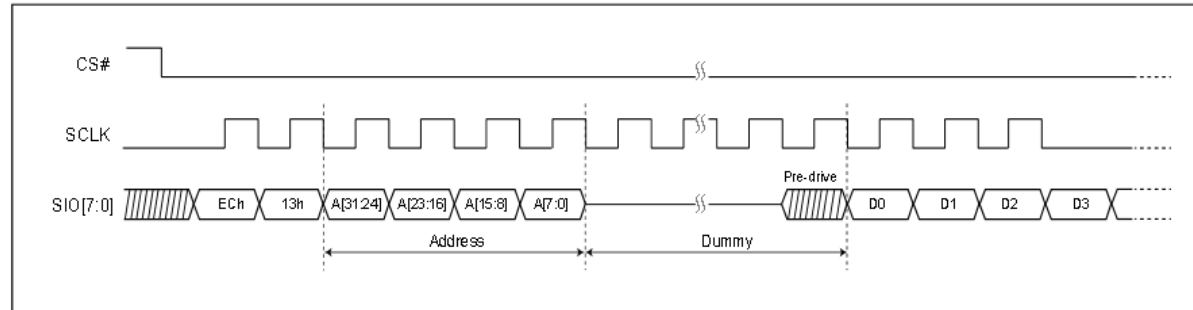 CS#
SCLK
Pre-drive
SIO[7:0] ECh 13h A[31:24] A[23:16] A[15:8] A[7:0] D0 D1 D2 D3
Address Dummy